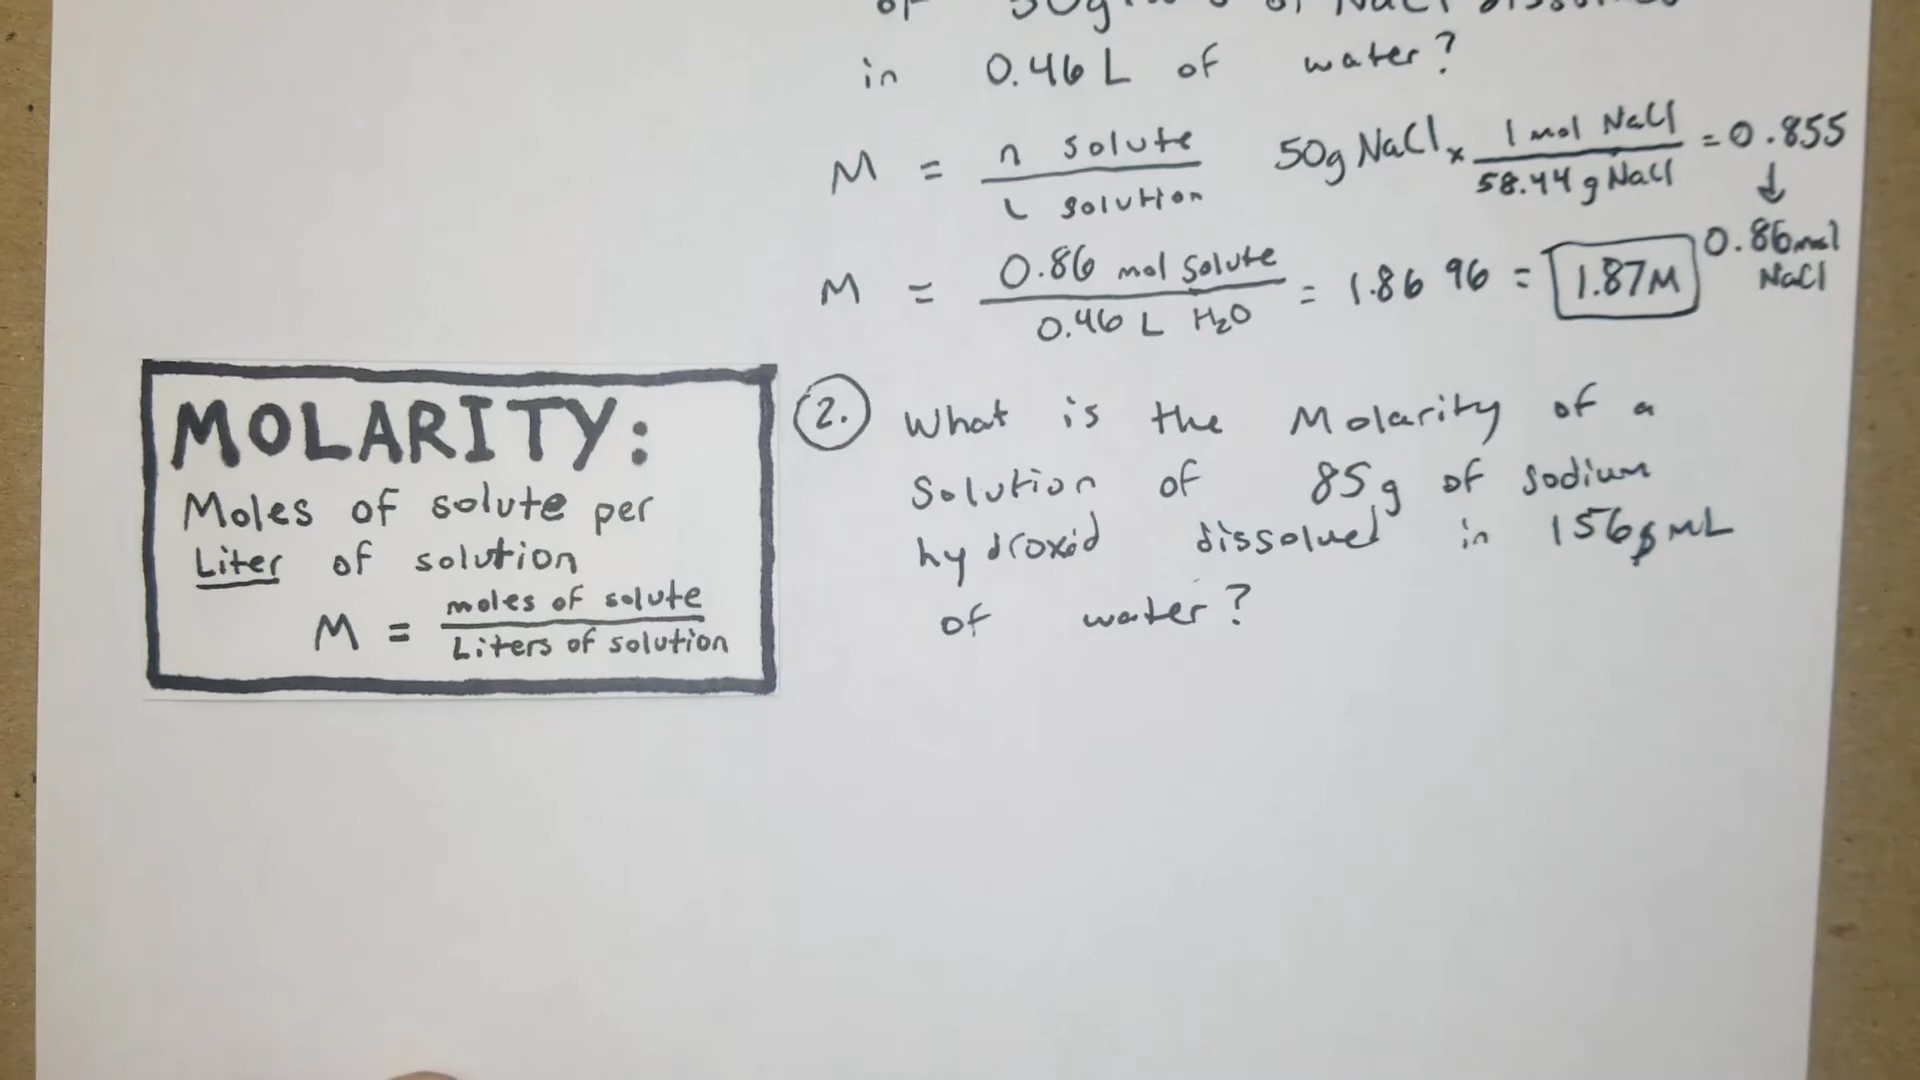 in 0.46 L of water?
M = n solute / L solution 50g NaCl x 1 mol NaCl / 58.44 g NaCl = 0.855
↓
0.86 mol NaCl
M = 0.86 mol solute / 0.46 L H₂O = 1.8696 = 1.87M
MOLARITY:
Moles of solute per
Liter of solution
M = moles of solute / Liters of solution
2. What is the Molarity of a
solution of 85g of sodium
hydroxid dissolved in 156 mL
of water?